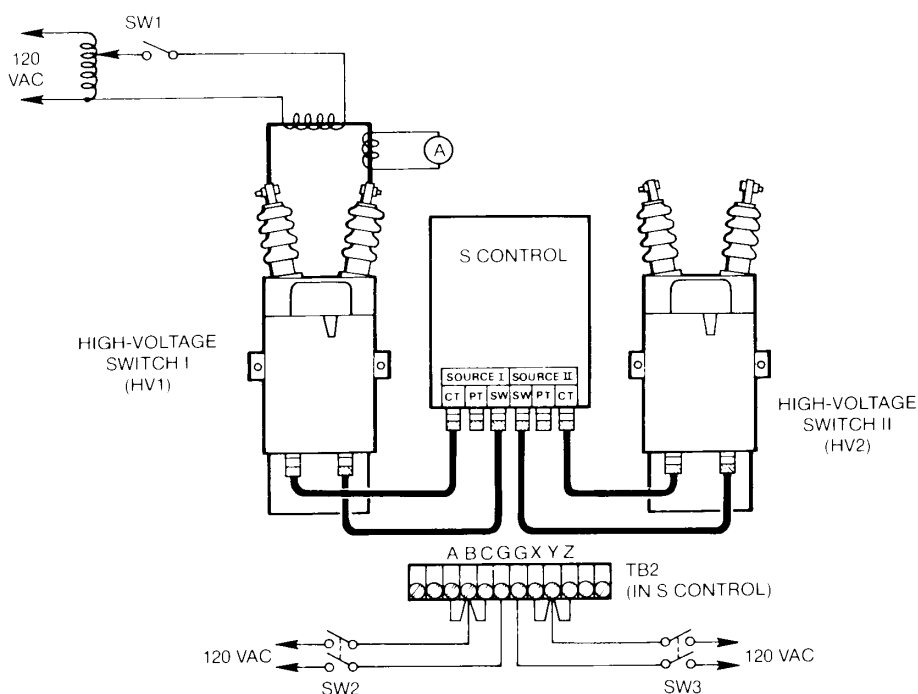 SW1
120
VAC
A
S CONTROL
HIGH-VOLTAGE
SWITCH I
(HV1)
SOURCE I SOURCE II
CT PT SW SW PT CT
HIGH-VOLTAGE
SWITCH II
(HV2)
A B C G G X Y Z
TB2
(IN S CONTROL)
120 VAC
SW2
SW3
120 VAC